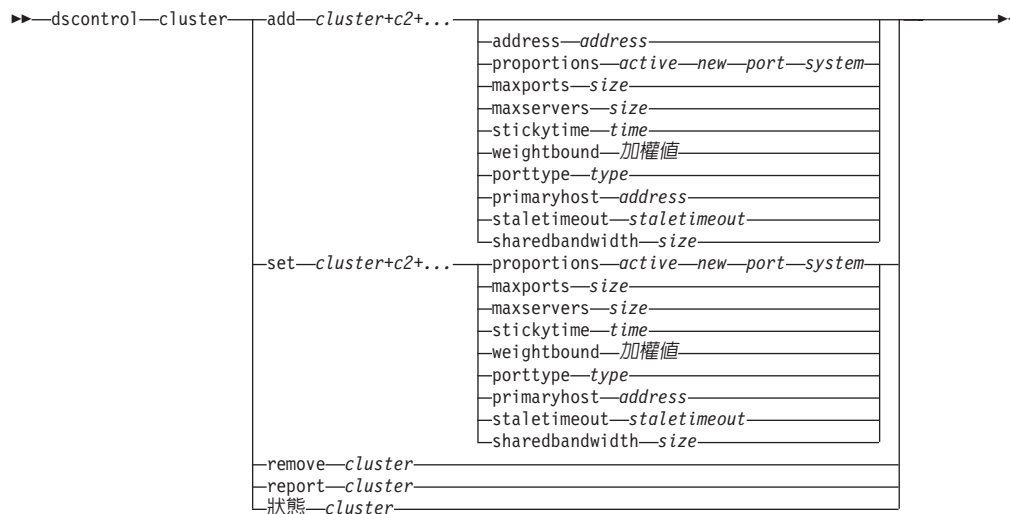 dscontrol cluster add cluster+c2+...
address address
proportions active new port system
maxports size
maxservers size
stickytime time
weightbound 加權值
porttype type
primaryhost address
staletimeout staletimeout
sharedbandwidth size
set cluster+c2+... proportions active new port system
maxports size
maxservers size
stickytime time
weightbound 加權值
porttype type
primaryhost address
staletimeout staletimeout
sharedbandwidth size
remove cluster
report cluster
狀態 cluster